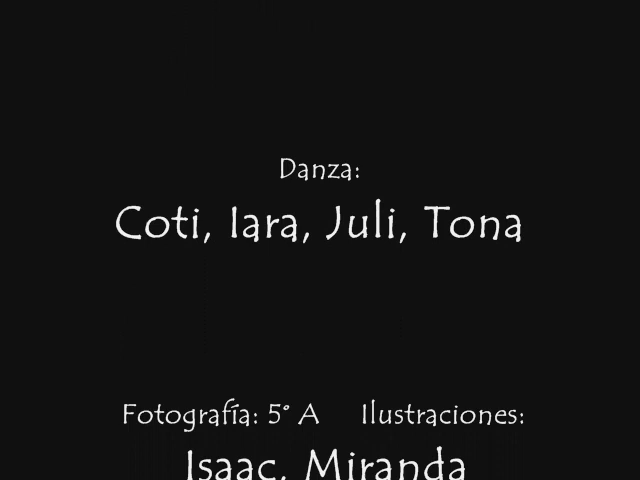 Danza:
Coti, Iara, Juli, Tona
Fotografía: 5° A Ilustraciones:
Isaac, Miranda